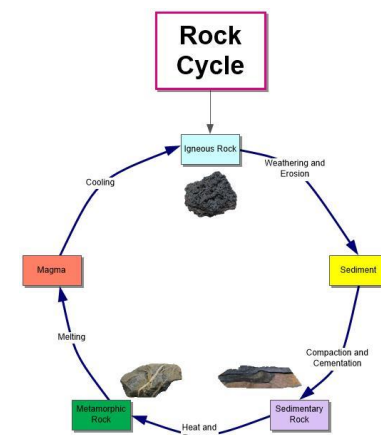 Rock
Cycle
Igneous Rock
Weathering and
Erosion
Cooling
Magma
Sediment
Melting
Compaction and
Cementation
Metamorphic
Rock
Sedimentary
Rock
Heat and